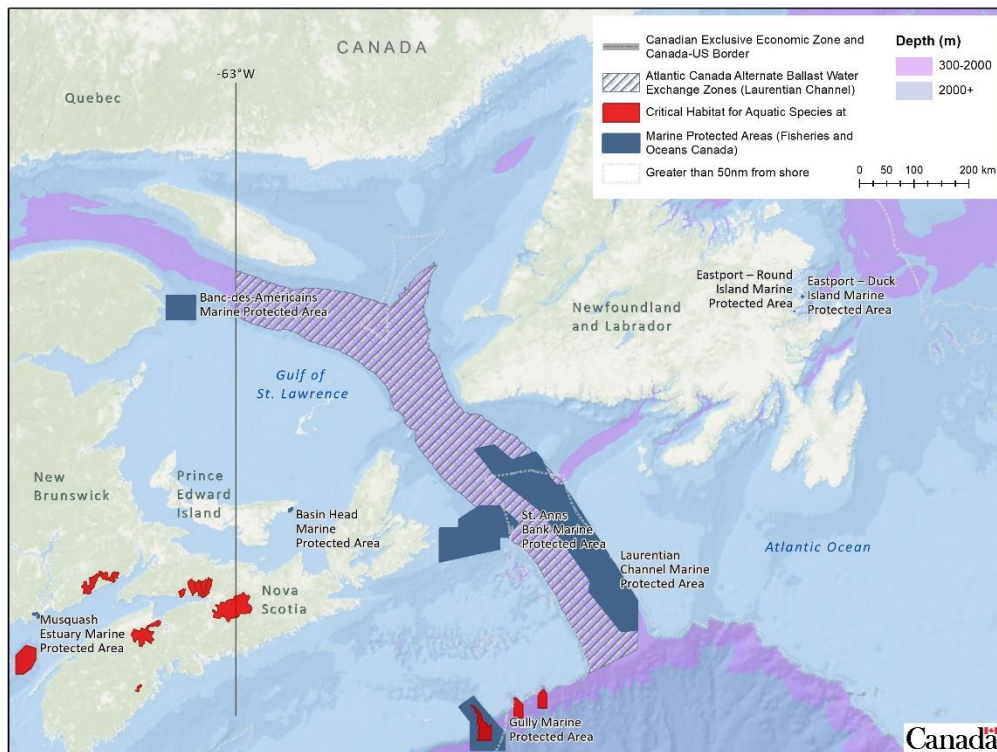 CANADA
-63°W
Quebec
Canadian Exclusive Economic Zone and
Canada-US Border
Atlantic Canada Alternate Ballast Water
Exchange Zones (Laurentian Channel)
Critical Habitat for Aquatic Species at
Marine Protected Areas (Fisheries and
Oceans Canada)
Greater than 50nm from shore
Depth (m)
300-2000
2000+
0 50 100 200 km
Banc-des-Américains
Marine Protected Area
Eastport – Round
Island Marine
Protected Area
Eastport – Duck
Island Marine
Protected Area
Newfoundland
and Labrador
Gulf of
St. Lawrence
New
Brunswick
Prince
Edward
Island
Basin Head
Marine
Protected Area
St. Anns
Bank Marine
Protected Area
Laurentian
Channel Marine
Protected Area
Atlantic Ocean
Nova
Scotia
Musquash
Estuary Marine
Protected Area
Gully Marine
Protected Area
Canada